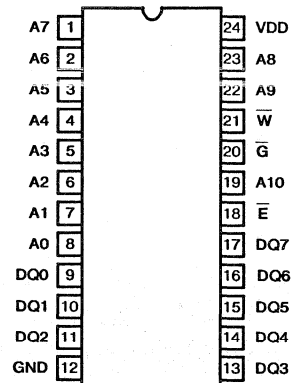 A7 1 24 VDD
A6 2 23 A8
A5 3 22 A9
A4 4 21 W̅
A3 5 20 G̅
A2 6 19 A10
A1 7 18 E̅
A0 8 17 DQ7
DQ0 9 16 DQ6
DQ1 10 15 DQ5
DQ2 11 14 DQ4
GND 12 13 DQ3